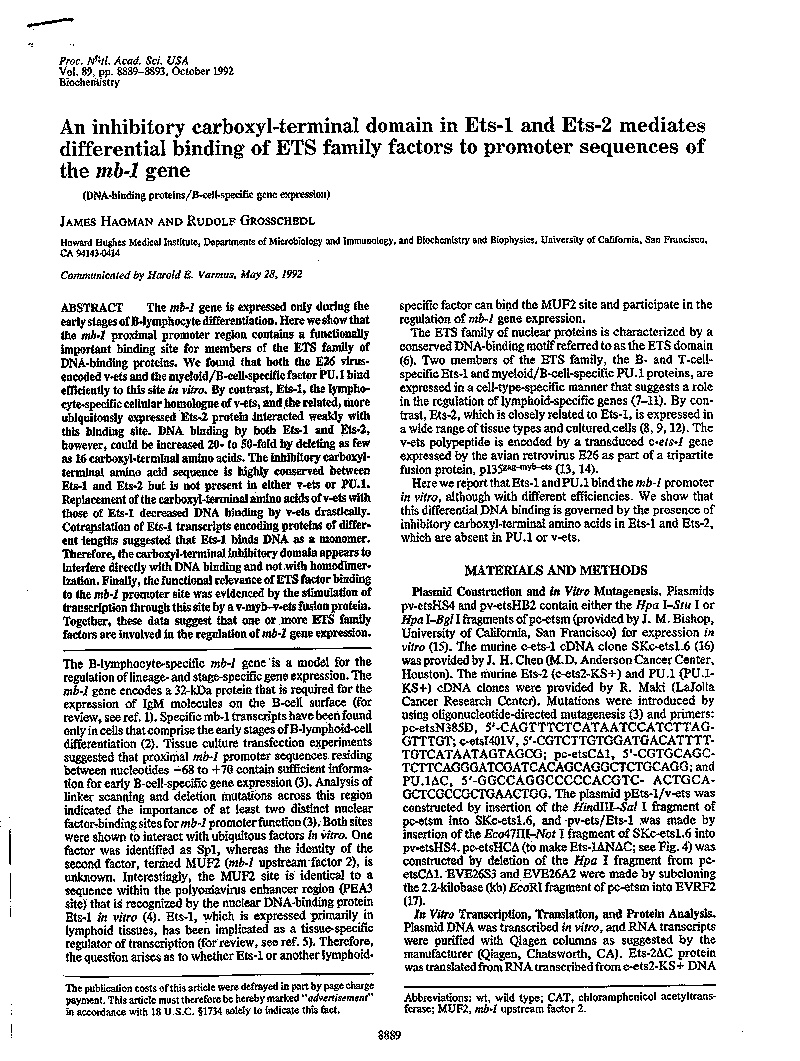 Proc. Natl. Acad. Sci. USA
Vol. 89, pp. 8889-8893, October 1992
Biochemistry
An inhibitory carboxyl-terminal domain in Ets-1 and Ets-2 mediates
differential binding of ETS family factors to promoter sequences of
the mb-1 gene
(DNA-binding proteins/B-cell-specific gene expression)
JAMES HAGMAN AND RUDOLF GROSSCHEDL
Howard Hughes Medical Institute, Departments of Microbiology and Immunology, and Biochemistry and Biophysics, University of California, San Francisco,
CA 94143-0414
Communicated by Harold E. Varmus, May 28, 1992
ABSTRACT The mb-1 gene is expressed only during the
early stages of B-lymphocyte differentiation. Here we show that
the mb-1 proximal promoter region contains a functionally
important binding site for members of the ETS family of
DNA-binding proteins. We found that both the E26 virus-
encoded v-ets and the myeloid/B-cell-specific factor PU.1 bind
efficiently to this site in vitro. By contrast, Ets-1, the lympho-
cyte-specific cellular homologue of v-ets, and the related, more
ubiquitously expressed Ets-2 protein interacted weakly with
this binding site. DNA binding by both Ets-1 and Ets-2,
however, could be increased 20- to 50-fold by deleting as few
as 16 carboxyl-terminal amino acids. The inhibitory carboxyl-
terminal amino acid sequence is highly conserved between
Ets-1 and Ets-2 but is not present in either v-ets or PU.1.
Replacement of the carboxyl-terminal amino acids of v-ets with
those of Ets-1 decreased DNA binding by v-ets drastically.
Cotranslation of Ets-1 transcripts encoding proteins of differ-
ent lengths suggested that Ets-1 binds DNA as a monomer.
Therefore, the carboxyl-terminal inhibitory domain appears to
interfere directly with DNA binding and not with homodimer-
ization. Finally, the functional relevance of ETS factor binding
to the mb-1 promoter site was evidenced by the stimulation of
transcription through this site by a v-myb–v-ets fusion protein.
Together, these data suggest that one or more ETS family
factors are involved in the regulation of mb-1 gene expression.
The B-lymphocyte-specific mb-1 gene is a model for the
regulation of lineage- and stage-specific gene expression. The
mb-1 gene encodes a 32-kDa protein that is required for the
expression of IgM molecules on the B-cell surface (for
review, see ref. 1). Specific mb-1 transcripts have been found
only in cells that comprise the early stages of B-lymphoid-cell
differentiation (2). Tissue culture transfection experiments
suggested that proximal mb-1 promoter sequences residing
between nucleotides −68 to +70 contain sufficient informa-
tion for early B-cell-specific gene expression (3). Analysis of
linker scanning and deletion mutations across this region
indicated the importance of at least two distinct nuclear
factor-binding sites for mb-1 promoter function (3). Both sites
were shown to interact with ubiquitous factors in vitro. One
factor was identified as Sp1, whereas the identity of the
second factor, termed MUF2 (mb-1 upstream factor 2), is
unknown. Interestingly, the MUF2 site is identical to a
sequence within the polyomavirus enhancer region (PEA3
site) that is recognized by the nuclear DNA-binding protein
Ets-1 in vitro (4). Ets-1, which is expressed primarily in
lymphoid tissues, has been implicated as a tissue-specific
regulator of transcription (for review, see ref. 5). Therefore,
the question arises as to whether Ets-1 or another lymphoid-
The publication costs of this article were defrayed in part by page charge
payment. This article must therefore be hereby marked "advertisement"
in accordance with 18 U.S.C. §1734 solely to indicate this fact.
specific factor can bind the MUF2 site and participate in the
regulation of mb-1 gene expression.
The ETS family of nuclear proteins is characterized by a
conserved DNA-binding motif referred to as the ETS domain
(6). Two members of the ETS family, the B- and T-cell-
specific Ets-1 and myeloid/B-cell-specific PU.1 proteins, are
expressed in a cell-type-specific manner that suggests a role
in the regulation of lymphoid-specific genes (7–11). By con-
trast, Ets-2, which is closely related to Ets-1, is expressed in
a wide range of tissue types and cultured cells (8, 9, 12). The
v-ets polypeptide is encoded by a transduced c-ets-1 gene
expressed by the avian retrovirus E26 as part of a tripartite
fusion protein, p135gag-myb-ets (13, 14).
Here we report that Ets-1 and PU.1 bind the mb-1 promoter
in vitro, although with different efficiencies. We show that
this differential DNA binding is governed by the presence of
inhibitory carboxyl-terminal amino acids in Ets-1 and Ets-2,
which are absent in PU.1 or v-ets.
MATERIALS AND METHODS
Plasmid Construction and in Vitro Mutagenesis. Plasmids
pv-etsHS4 and pv-etsHB2 contain either the Hpa I–Stu I or
Hpa I–Bgl I fragments of pc-etsm (provided by J. M. Bishop,
University of California, San Francisco) for expression in
vitro (15). The murine c-ets-1 cDNA clone SKc-ets1.6 (16)
was provided by J. H. Chen (M.D. Anderson Cancer Center,
Houston). The murine Ets-2 (c-ets2-KS+) and PU.1 (PU.1-
KS+) cDNA clones were provided by R. Maki (LaJolla
Cancer Research Center). Mutations were introduced by
using oligonucleotide-directed mutagenesis (3) and primers:
pc-etsN385D, 5'-CAGTTTCTCATAATCCATCTTAG-
GTTTGT; c-etsI401V, 5'-CGTCTTGTGGATGACATTTT-
TGTCATAATAGTAGCG; pc-etsCA1, 5'-CGTGCAGC-
TCTTCAGGGATCGATCACAGCAGGCTCTGCAGG; and
PU.1ΔC, 5'-GGCCAGGCCCCCACGTC- ACTGCA-
GCTCGCCGCTGAACTGG. The plasmid pEts-1/v-ets was
constructed by insertion of the HindIII–Sal I fragment of
pc-etsm into SKc-ets1.6, and pv-ets/Ets-1 was made by
insertion of the Eco47III–Not I fragment of SKc-ets1.6 into
pv-etsHS4. pc-etsHCΔ (to make Ets-1ΔNΔC; see Fig. 4) was
constructed by deletion of the Hpa I fragment from pc-
etsCA1. EVE26S3 and EVE26A2 were made by subcloning
the 2.2-kilobase (kb) EcoRI fragment of pc-etsm into EVRF2
(17).
In Vitro Transcription, Translation, and Protein Analysis.
Plasmid DNA was transcribed in vitro, and RNA transcripts
were purified with Qiagen columns as suggested by the
manufacturer (Qiagen, Chatsworth, CA). Ets-2ΔC protein
was translated from RNA transcribed from c-ets2-KS+ DNA
Abbreviations: wt, wild type; CAT, chloramphenicol acetyltrans-
ferase; MUF2, mb-1 upstream factor 2.
8889